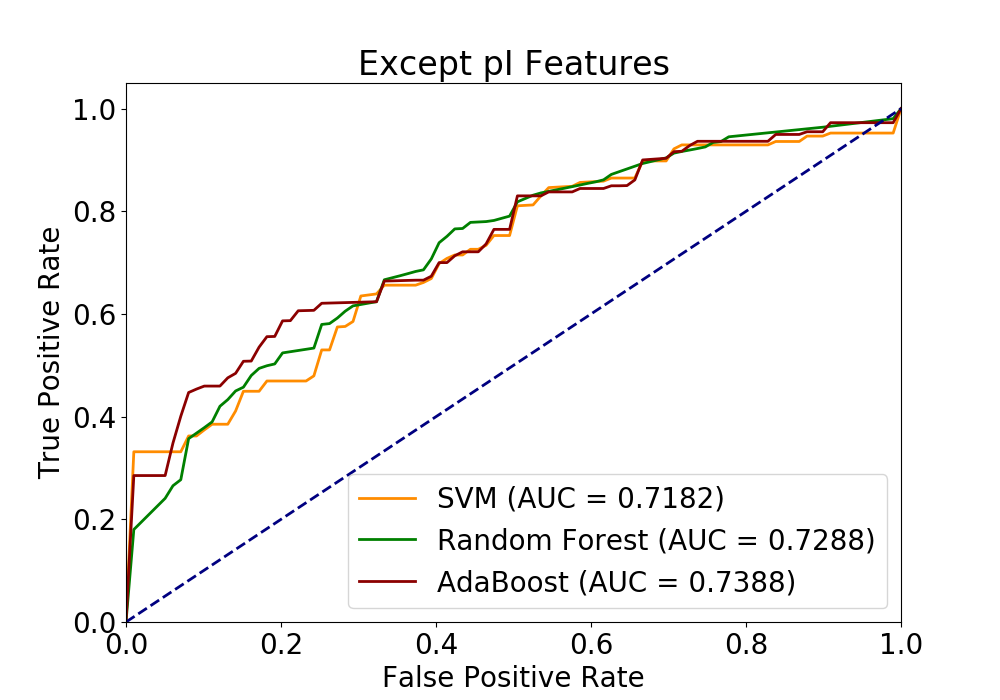 Except pI Features
True Positive Rate
1.0
0.8
0.6
0.4
0.2
0.0
SVM (AUC = 0.7182)
Random Forest (AUC = 0.7288)
AdaBoost (AUC = 0.7388)
0.0 0.2 0.4 0.6 0.8 1.0
False Positive Rate